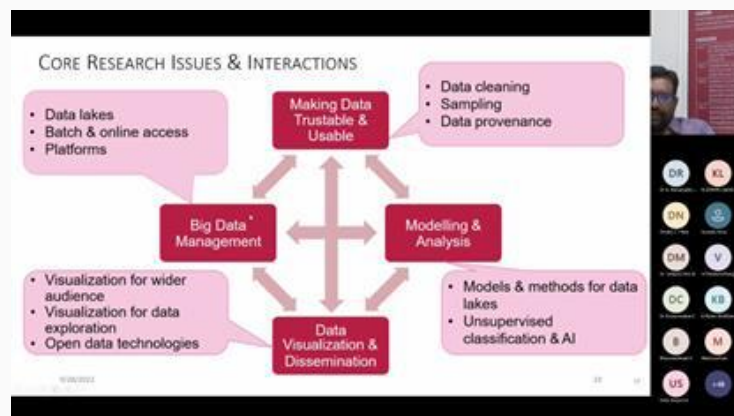 CORE RESEARCH ISSUES & INTERACTIONS
• Data lakes
• Batch & online access
• Platforms
Making Data
Trustable &
Usable
• Data cleaning
• Sampling
• Data provenance
Big Data
Management
Modelling &
Analysis
• Visualization for wider
audience
• Visualization for data
exploration
• Open data technologies
Data
Visualization &
Dissemination
• Models & methods for data
lakes
• Unsupervised
classification & AI
DR
KL
DN
DM
V
OC
KB
B
M
US